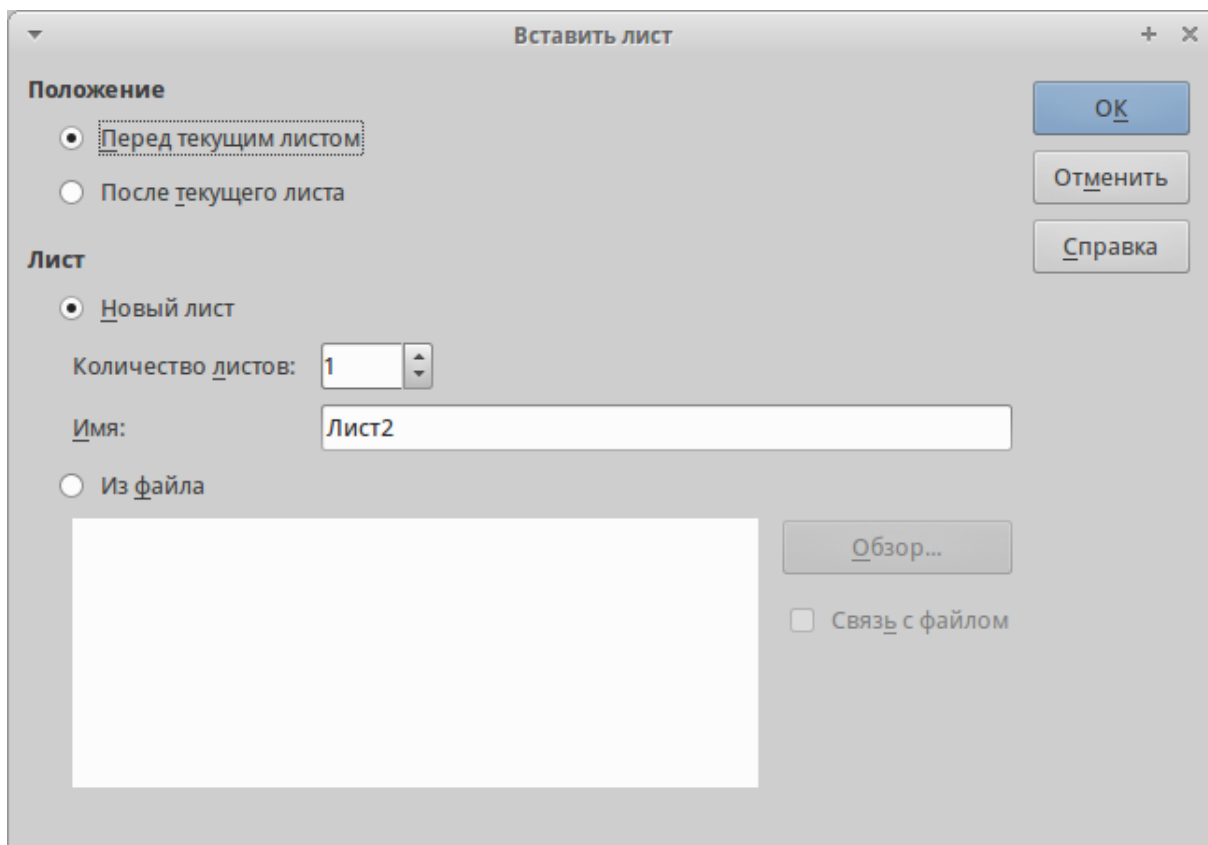 Вставить лист
Положение
Перед текущим листом
После текущего листа
ОК
Отменить
Справка
Лист
Новый лист
Количество листов: 1
Имя: Лист2
Из файла
Обзор...
Связь с файлом